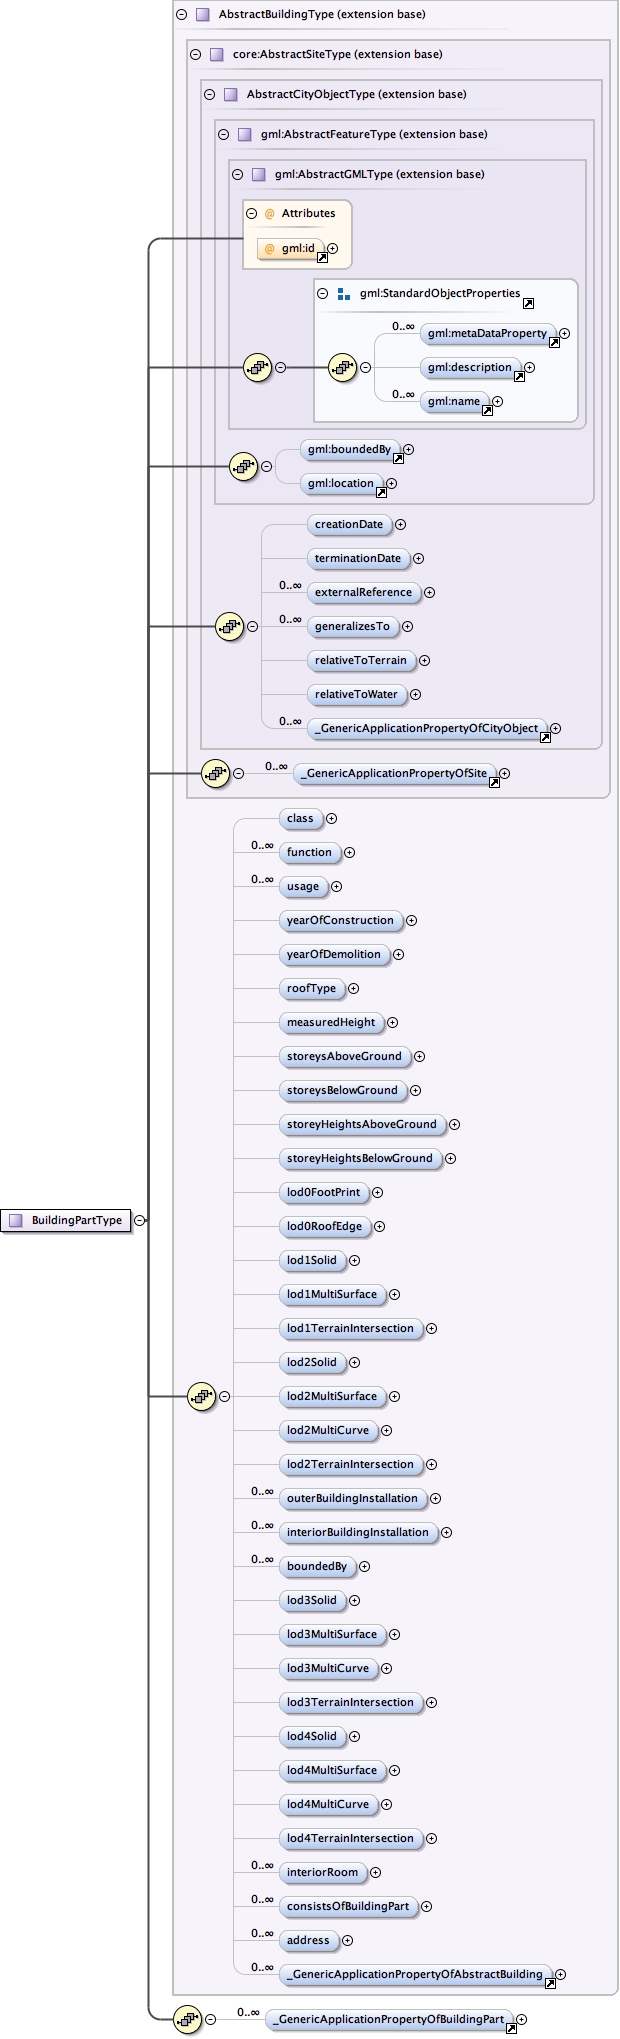 AbstractBuildingType (extension base)
core:AbstractSiteType (extension base)
AbstractCityObjectType (extension base)
gml:AbstractFeatureType (extension base)
gml:AbstractGMLType (extension base)
@ Attributes
@ gml:id
gml:StandardObjectProperties
0..∞ gml:metaDataProperty
gml:description
0..∞ gml:name
gml:boundedBy
gml:location
creationDate
terminationDate
0..∞ externalReference
0..∞ generalizesTo
relativeToTerrain
relativeToWater
0..∞ _GenericApplicationPropertyOfCityObject
0..∞ _GenericApplicationPropertyOfSite
class
0..∞ function
0..∞ usage
yearOfConstruction
yearOfDemolition
roofType
measuredHeight
storeysAboveGround
storeysBelowGround
storeyHeightsAboveGround
storeyHeightsBelowGround
lod0FootPrint
BuildingPartType
lod0RoofEdge
lod1Solid
lod1MultiSurface
lod1TerrainIntersection
lod2Solid
lod2MultiSurface
lod2MultiCurve
lod2TerrainIntersection
0..∞ outerBuildingInstallation
0..∞ interiorBuildingInstallation
0..∞ boundedBy
lod3Solid
lod3MultiSurface
lod3MultiCurve
lod3TerrainIntersection
lod4Solid
lod4MultiSurface
lod4MultiCurve
lod4TerrainIntersection
0..∞ interiorRoom
0..∞ consistsOfBuildingPart
0..∞ address
0..∞ _GenericApplicationPropertyOfAbstractBuilding
0..∞ _GenericApplicationPropertyOfBuildingPart